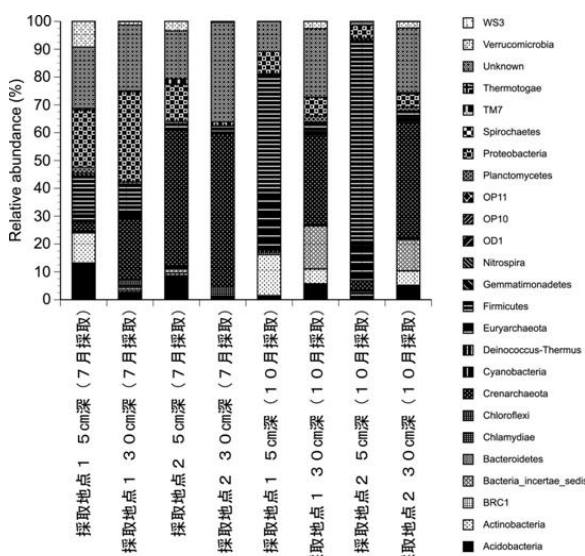 Relative abundance (%)
100
90
80
70
60
50
40
30
20
10
0
採取地点1 5㎝深(7月採取)
採取地点1 30㎝深(7月採取)
採取地点2 5㎝深(7月採取)
採取地点2 30㎝深(7月採取)
採取地点1 5㎝深(10月採取)
採取地点1 30㎝深(10月採取)
採取地点2 5㎝深(10月採取)
採取地点2 30㎝深(10月採取)
WS3
Verrucomicrobia
Unknown
Thermotogae
TM7
Spirochaetes
Proteobacteria
Planctomycetes
OP11
OP10
OD1
Nitrospira
Gemmatimonadetes
Firmicutes
Euryarchaeota
Deinococcus-Thermus
Cyanobacteria
Crenarchaeota
Chloroflexi
Chlamydiae
Bacteroidetes
Bacteria_incertae_sedis
BRC1
Actinobacteria
Acidobacteria